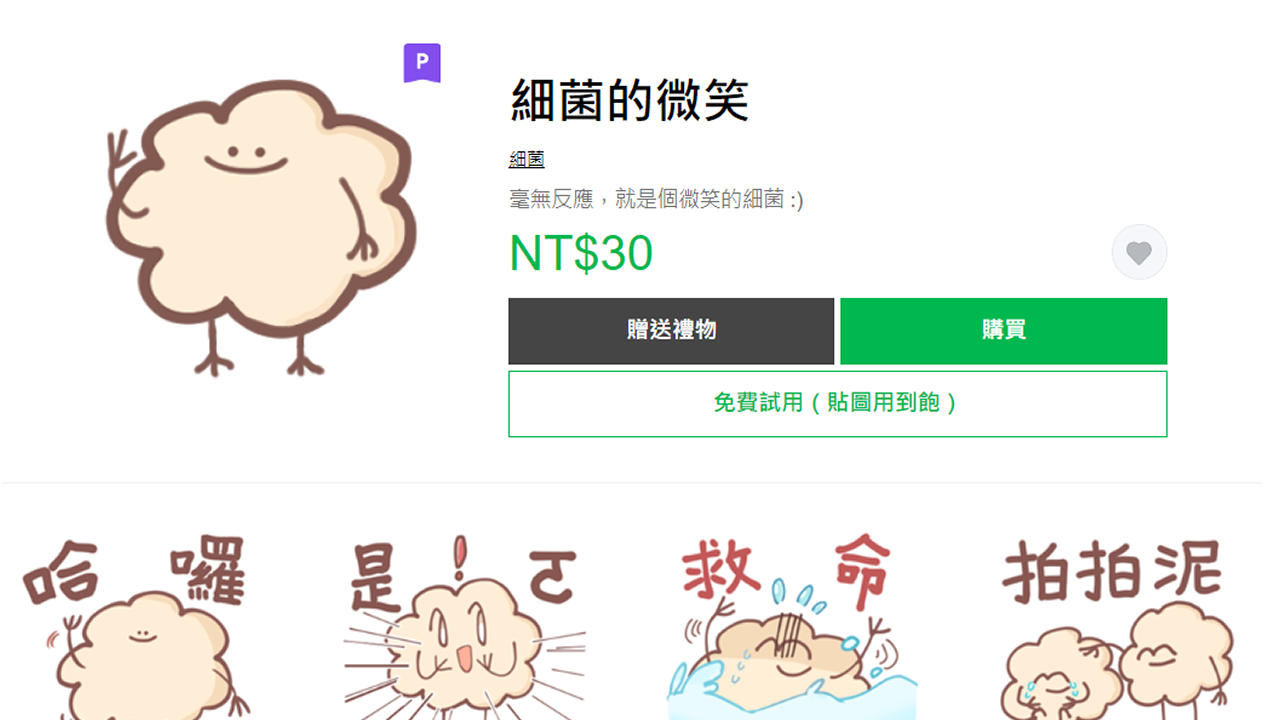 P
細菌的微笑
細菌
毫無反應，就是個微笑的細菌 :)
NT$30
贈送禮物
購買
免費試用 ( 貼圖用到飽 )
哈囉
是!ㄛ
救命
拍拍泥